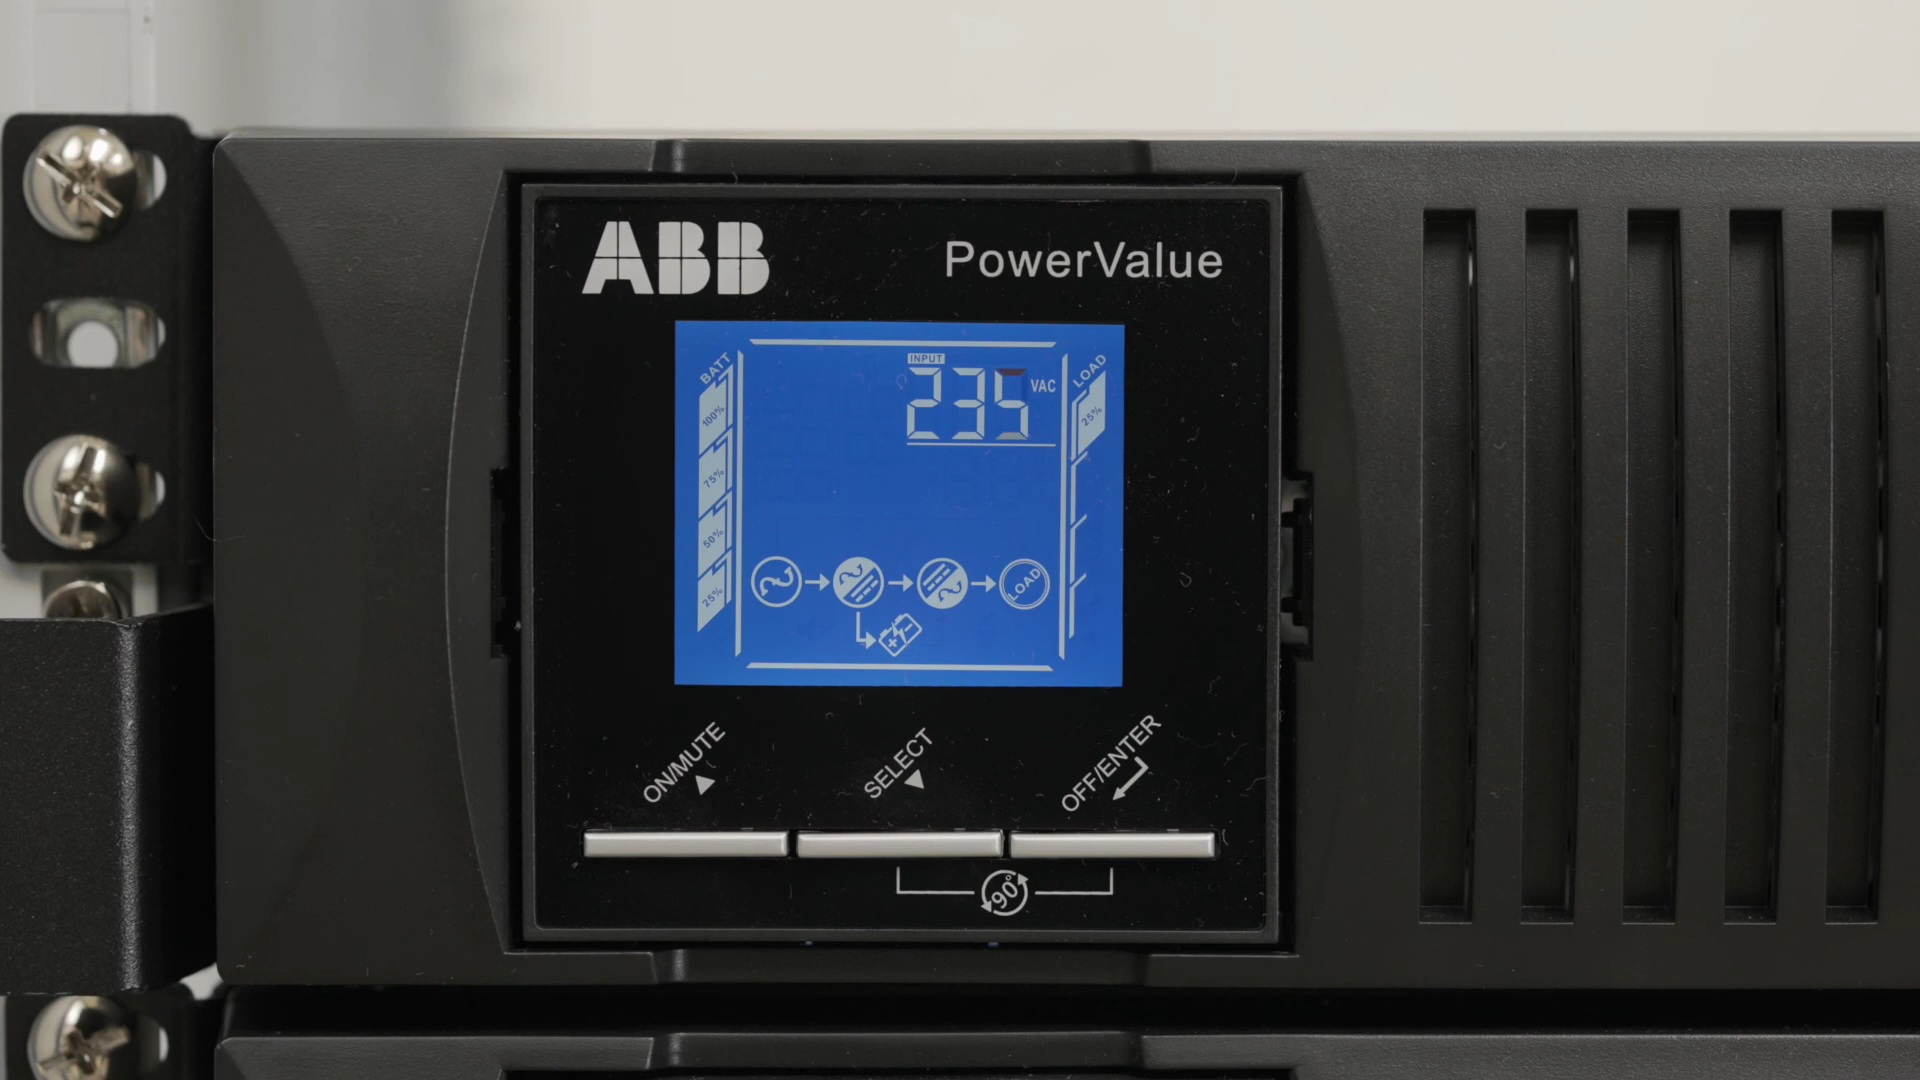 ABB
PowerValue
BATT
INPUT
235 VAC
LOAD
100%
75%
50%
25%
25%
LOAD
+ -
ON/MUTE
SELECT
OFF/ENTER
90°